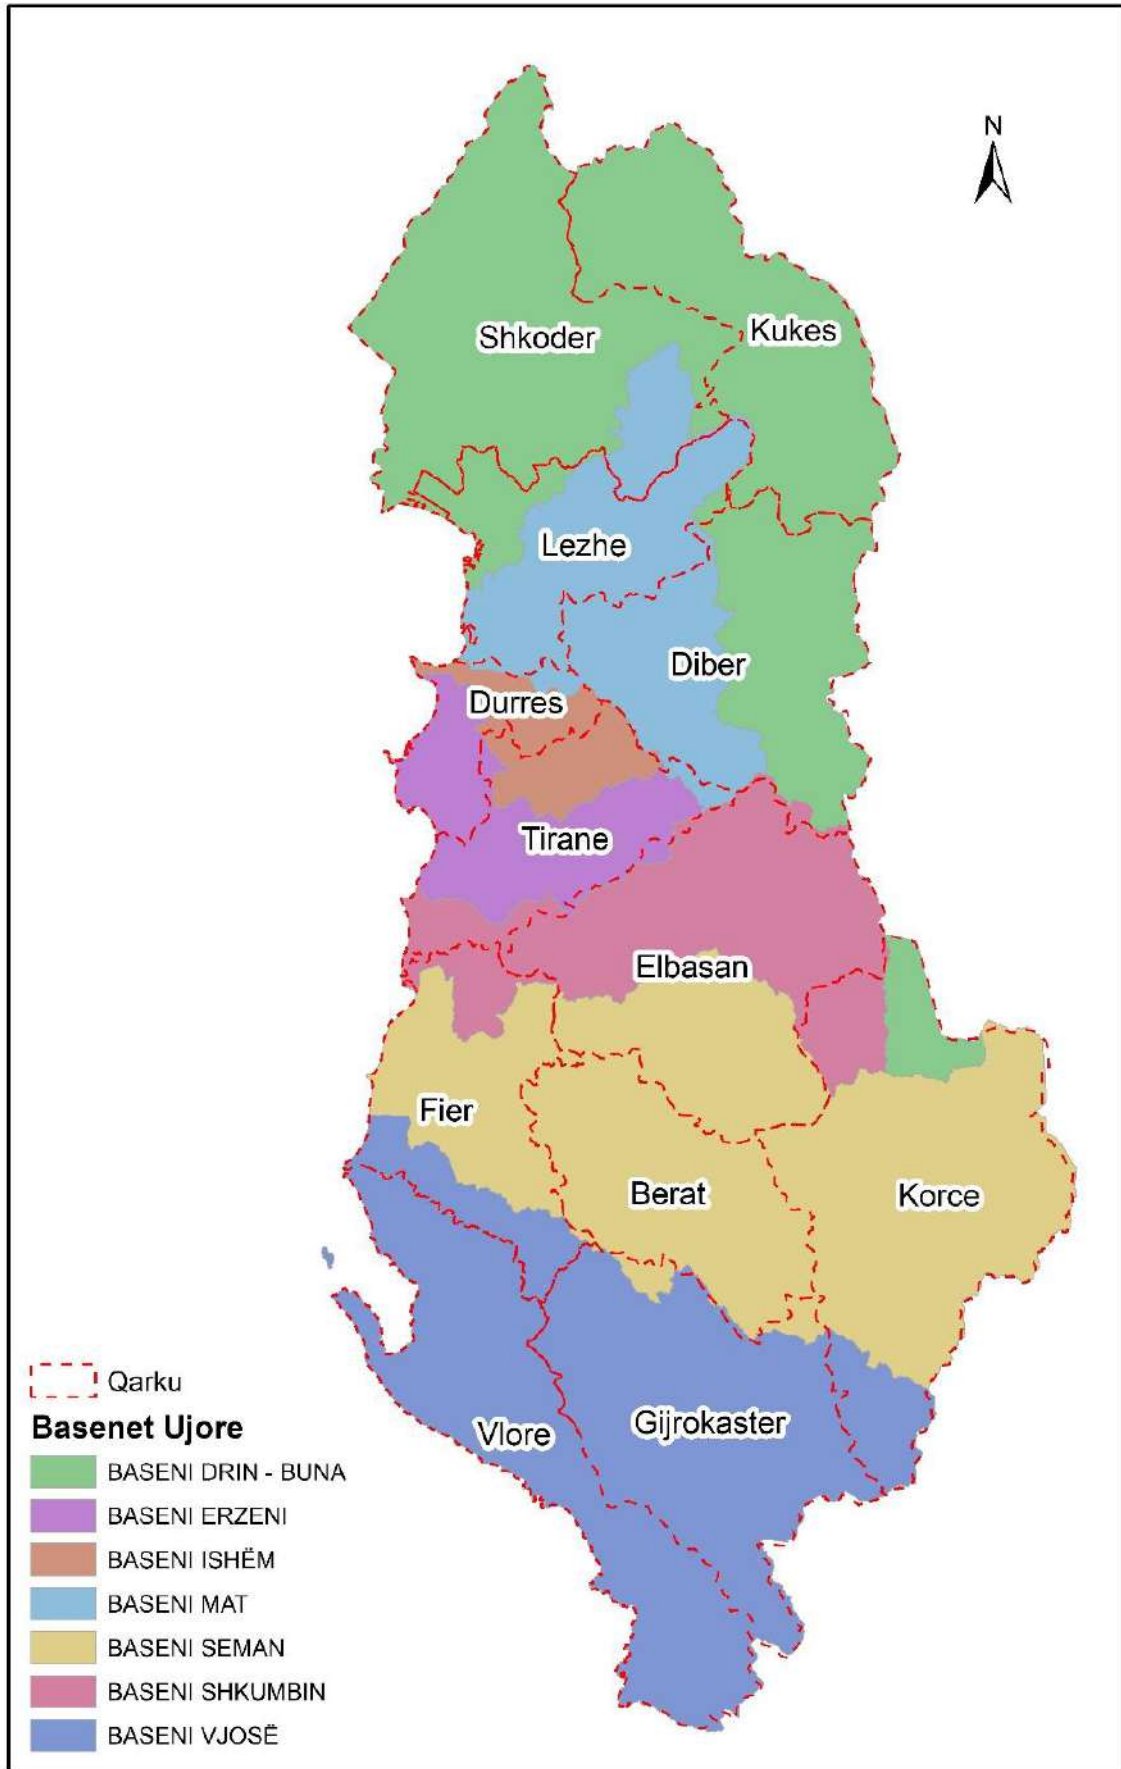 N
Shkoder
Kukes
Lezhe
Diber
Durres
Tirane
Elbasan
Fier
Berat
Korce
Vlore
Gijrokaster
Qarku
Basenet Ujore
BASENI DRIN - BUNA
BASENI ERZENI
BASENI ISHËM
BASENI MAT
BASENI SEMAN
BASENI SHKUMBIN
BASENI VJOSË